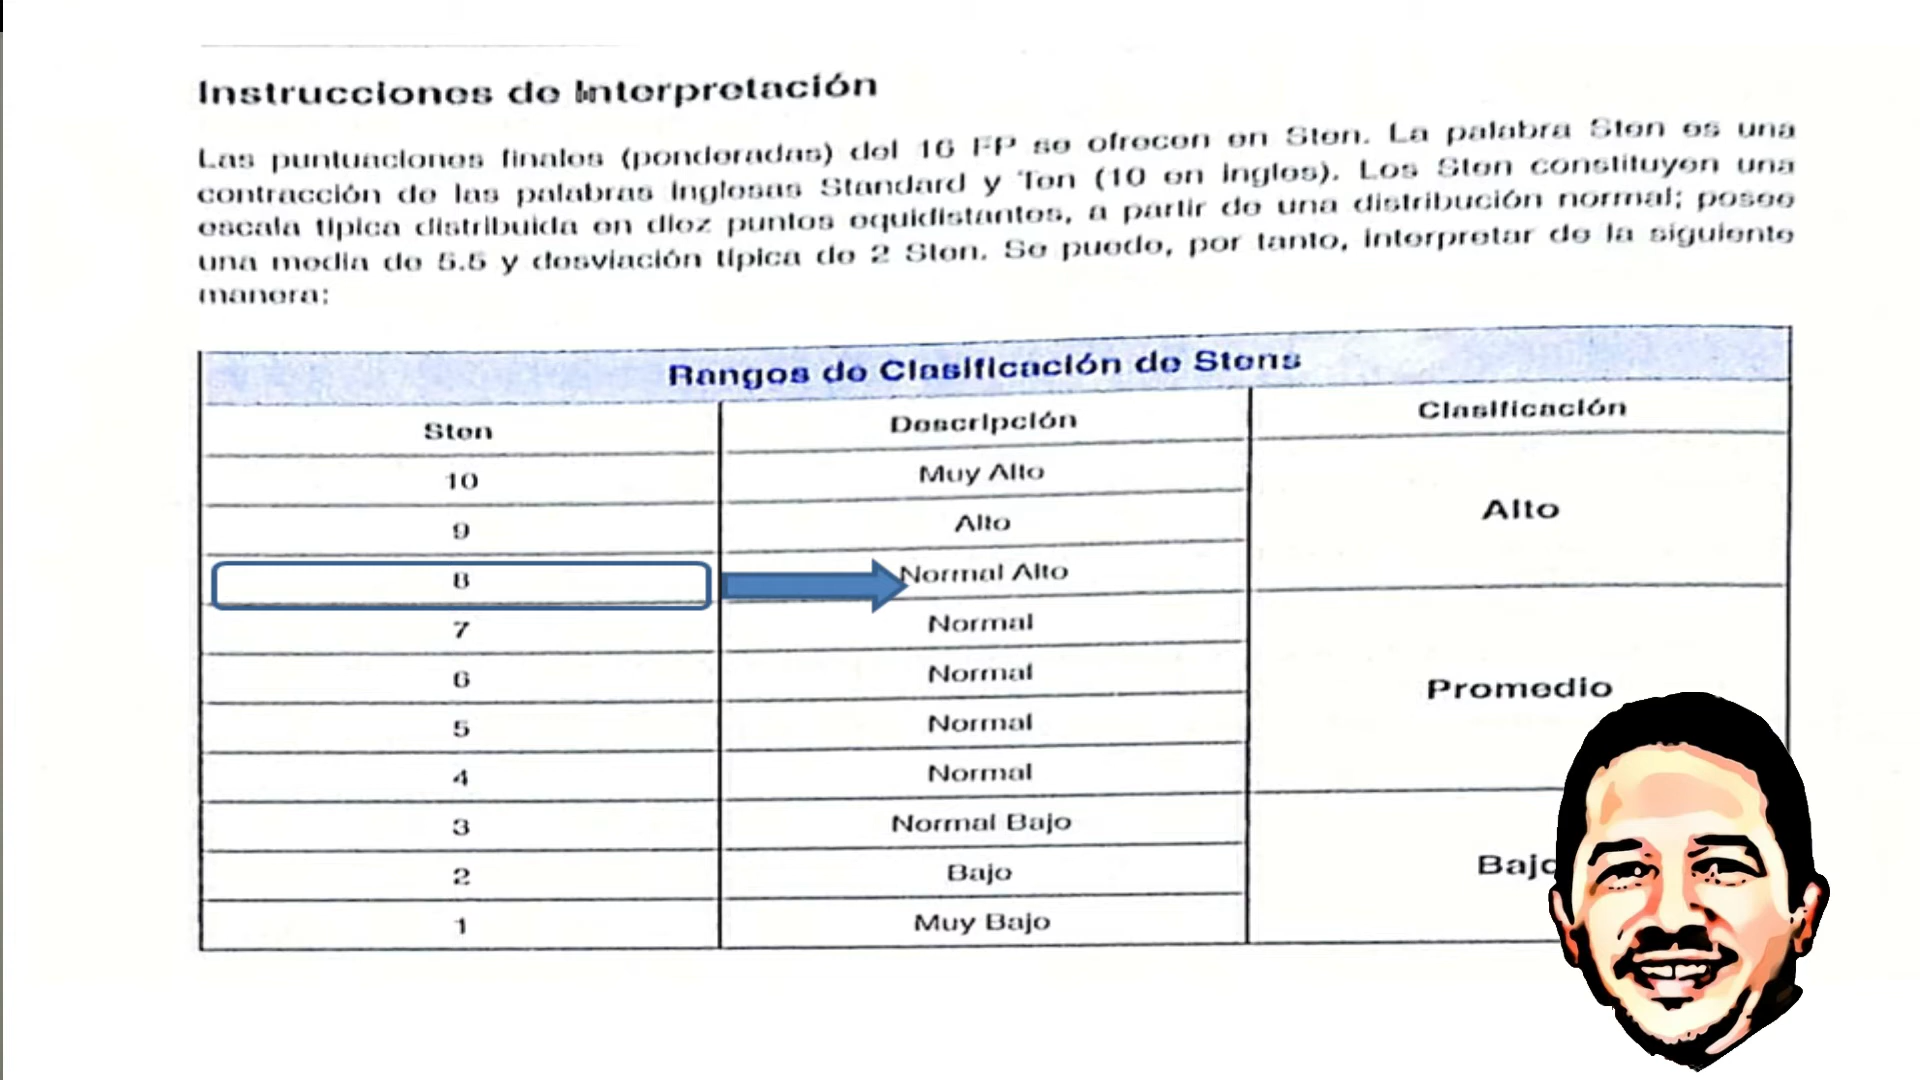 Instrucciones de Interpretación
Las puntuaciones finales (ponderadas) del 16 FP se ofrecen en Sten. La palabra Sten es una
contracción de las palabras inglesas Standard y Ten (10 en ingles). Los Sten constituyen una
escala típica distribuida en diez puntos equidistantes, a partir de una distribución normal; posee
una media de 5.5 y desviación típica de 2 Sten. Se puede, por tanto, interpretar de la siguiente
manera:
Rangos de Clasificación de Stens
Sten Descripción Clasificación
10 Muy Alto
9 Alto
Alto
8 Normal Alto
7 Normal
6 Normal
Promedio
5 Normal
4 Normal
3 Normal Bajo
2 Bajo
Bajo
1 Muy Bajo